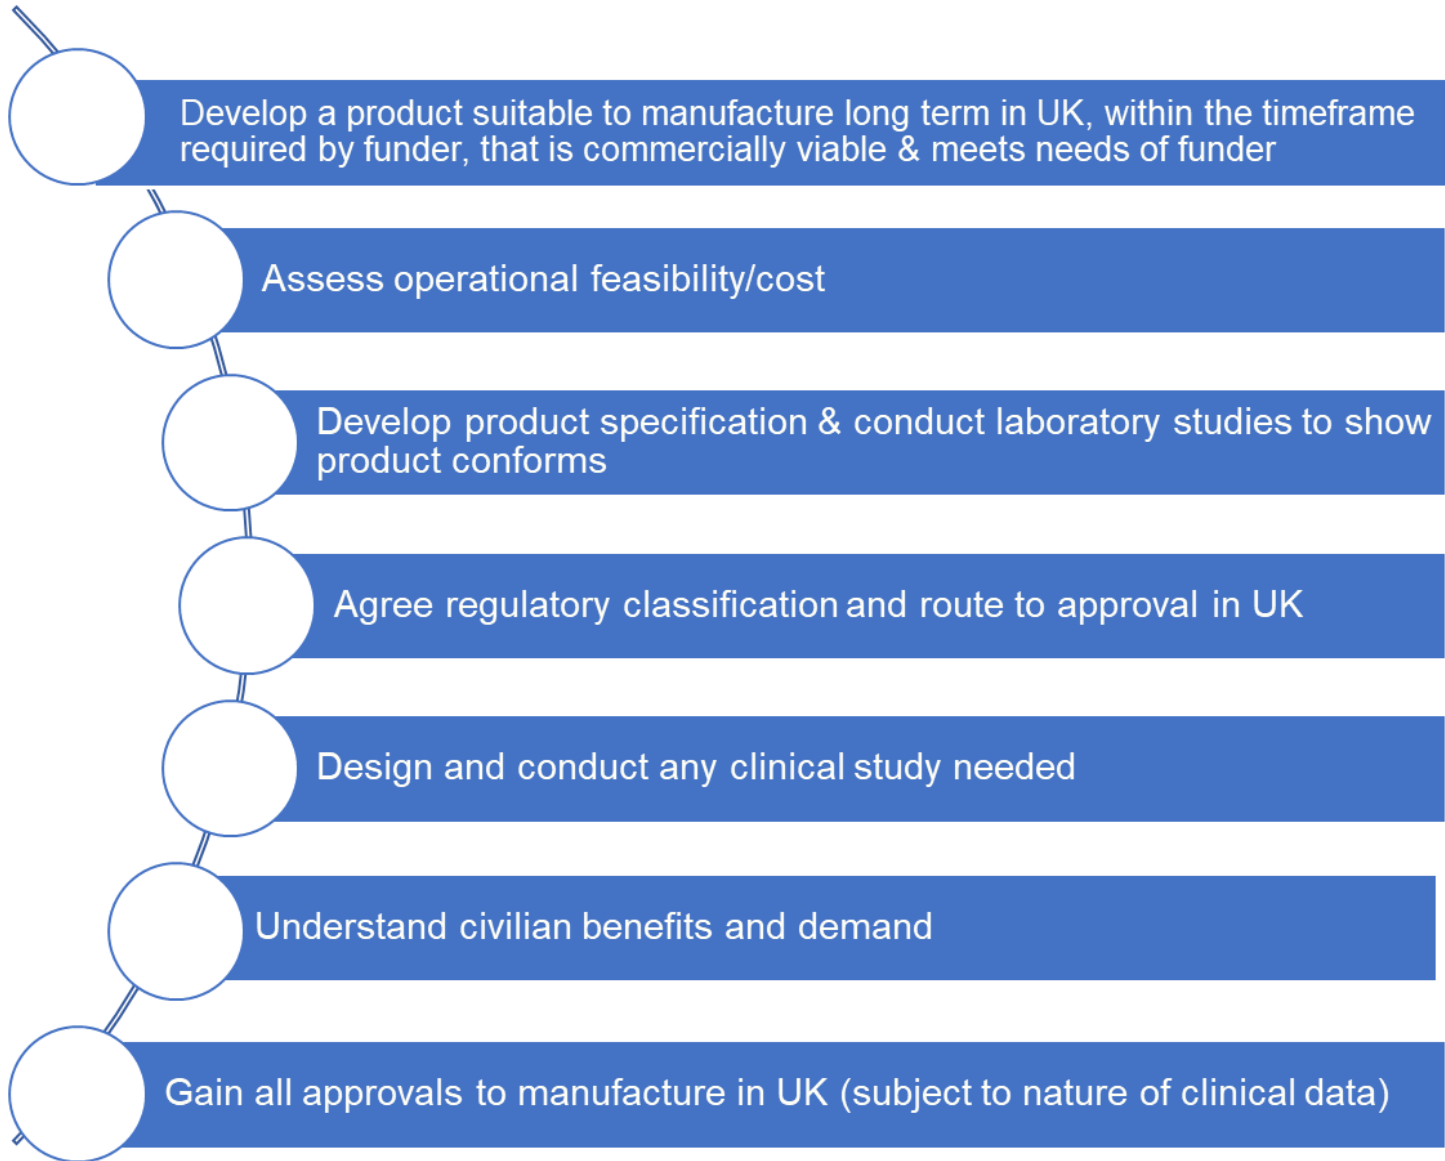 Develop a product suitable to manufacture long term in UK, within the timeframe
required by funder, that is commercially viable & meets needs of funder
Assess operational feasibility/cost
Develop product specification & conduct laboratory studies to show
product conforms
Agree regulatory classification and route to approval in UK
Design and conduct any clinical study needed
Understand civilian benefits and demand
Gain all approvals to manufacture in UK (subject to nature of clinical data)